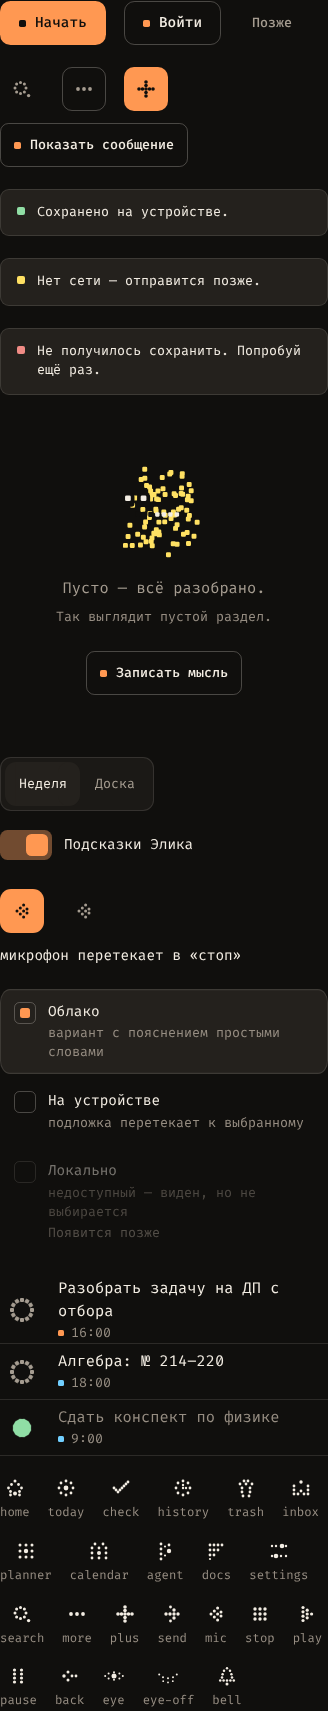 Начать Войти Позже
Показать сообщение
Сохранено на устройстве.
Нет сети — отправится позже.
Не получилось сохранить. Попробуй
ещё раз.
Пусто — всё разобрано.
Так выглядит пустой раздел.
Записать мысль
Неделя Доска
Подсказки Элика
микрофон перетекает в «стоп»
Облако
вариант с пояснением простыми
словами
На устройстве
подложка перетекает к выбранному
Локально
недоступный — виден, но не
выбирается
Появится позже
Разобрать задачу на ДП с
отбора
16:00
Алгебра: № 214–220
18:00
Сдать конспект по физике
9:00
home today check history trash inbox
planner calendar agent docs settings
search more plus send mic stop play
pause back eye eye-off bell